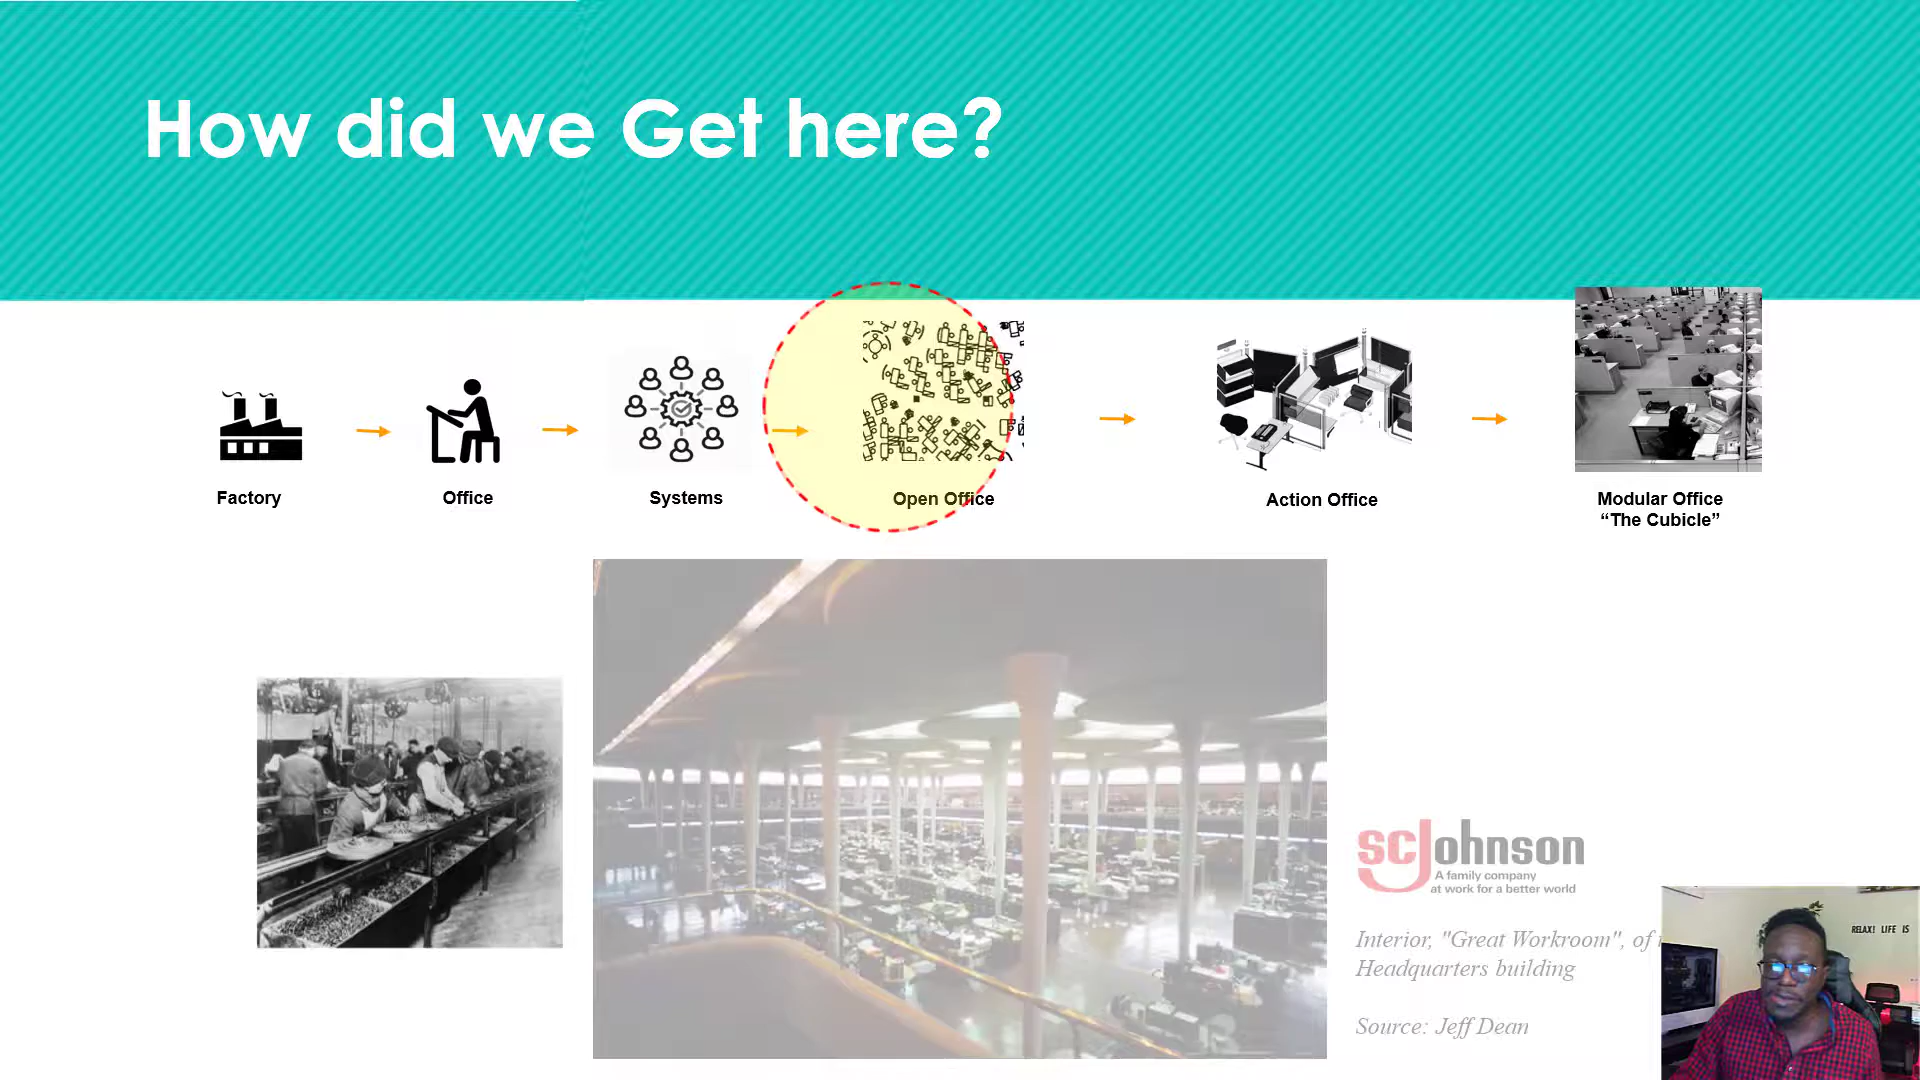 How did we Get here?
Factory
Office
Systems
Open Office
Action Office
Modular Office
“The Cubicle”
scJohnson
A family company
at work for a better world
Interior, "Great Workroom", of
Headquarters building
Source: Jeff Dean
RELAX! LIFE IS